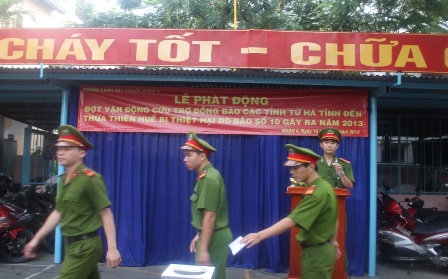 CHÁY TỐT - CHỮA
LỄ PHÁT ĐỘNG
ĐỢT VẬN ĐỘNG CỨU TRỢ ĐỒNG BÀO CÁC TỈNH TỪ HÀ TĨNH ĐẾN
THỪA THIÊN HUẾ BỊ THIỆT HẠI DO BÃO SỐ 10 GÂY RA NĂM 2013